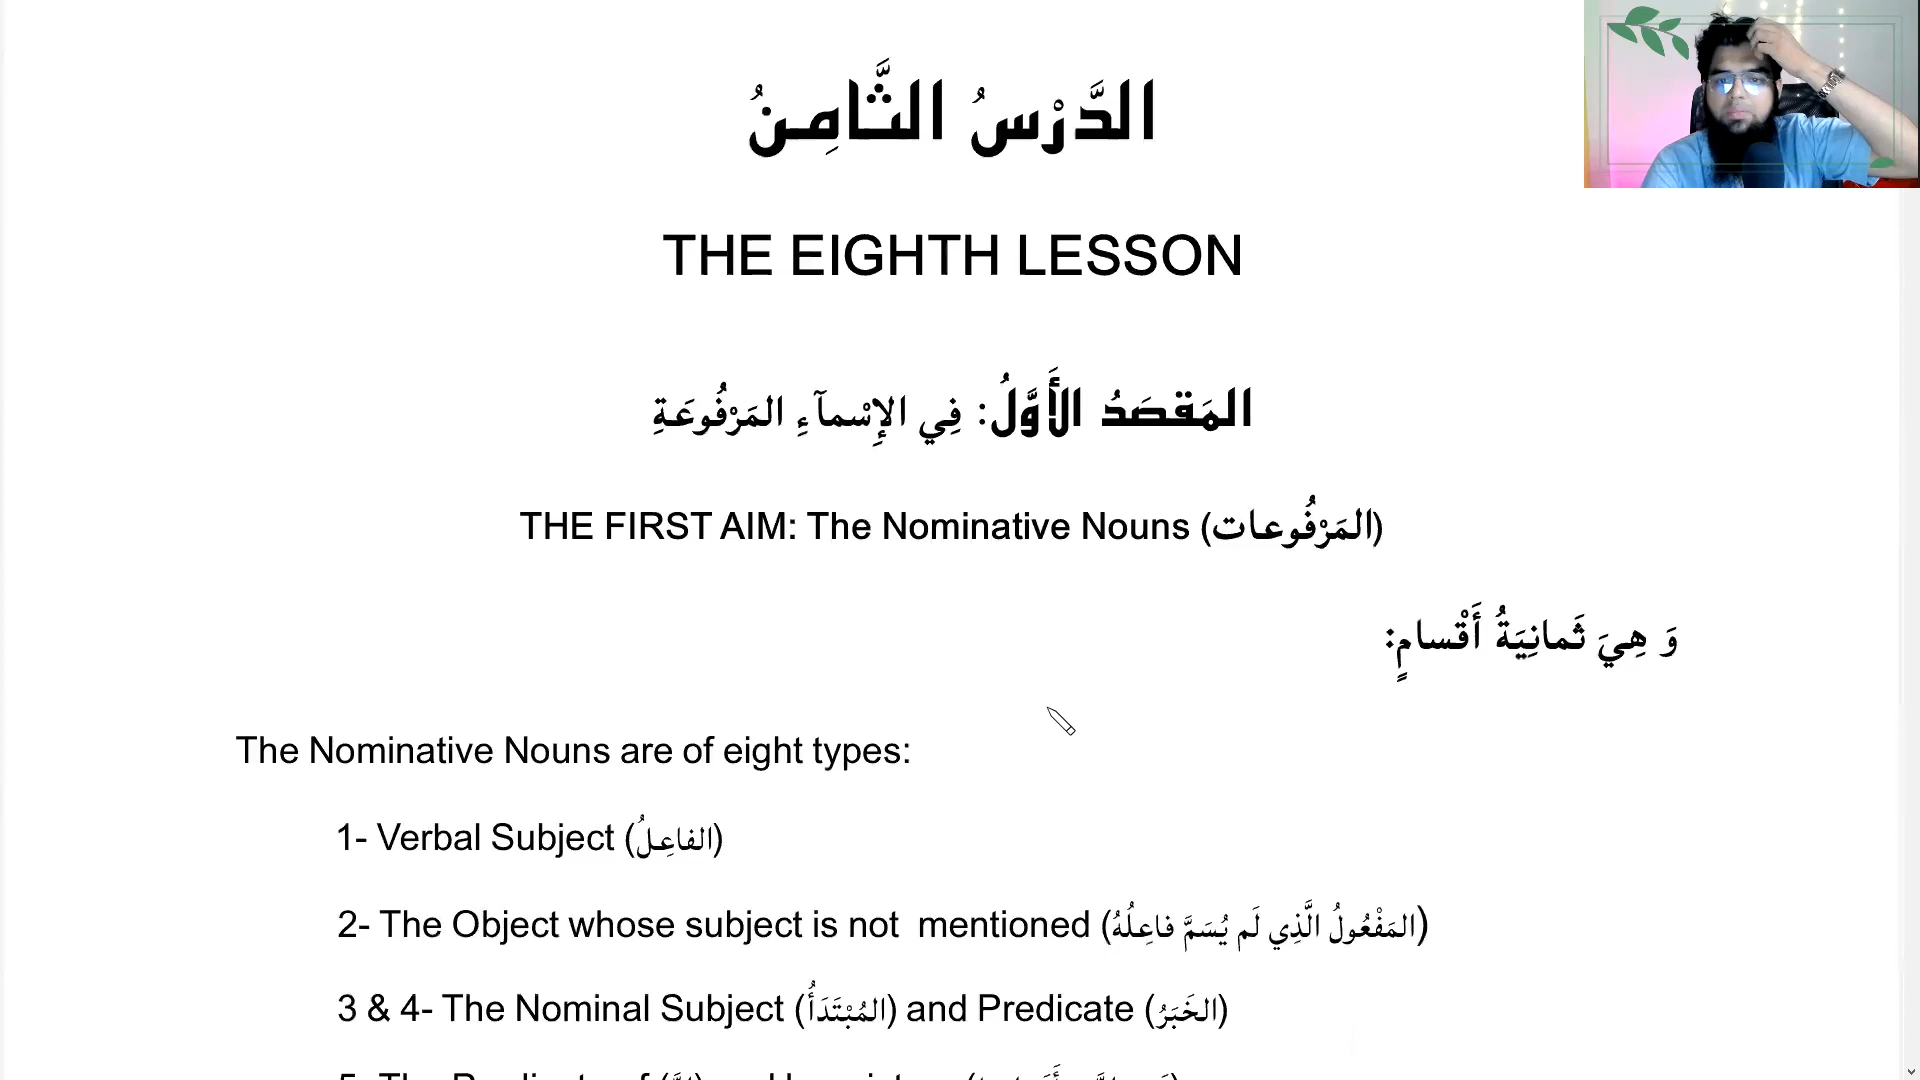 الدَّرْسُ الثَّامِنُ
THE EIGHTH LESSON
المَقصَدُ الأَوَّلُ: فِي الإِسْمآءِ المَرْفُوعَةِ
THE FIRST AIM: The Nominative Nouns (المَرْفُوعات)
وَ هِيَ ثَمانِيَةُ أَقْسامٍ:
The Nominative Nouns are of eight types:
1- Verbal Subject (الفاعِلُ)
2- The Object whose subject is not mentioned (المَفْعُولُ الَّذِي لَم يُسَمَّ فاعِلُهُ)
3 & 4- The Nominal Subject (المُبْتَدَأُ) and Predicate (الخَبَرُ)